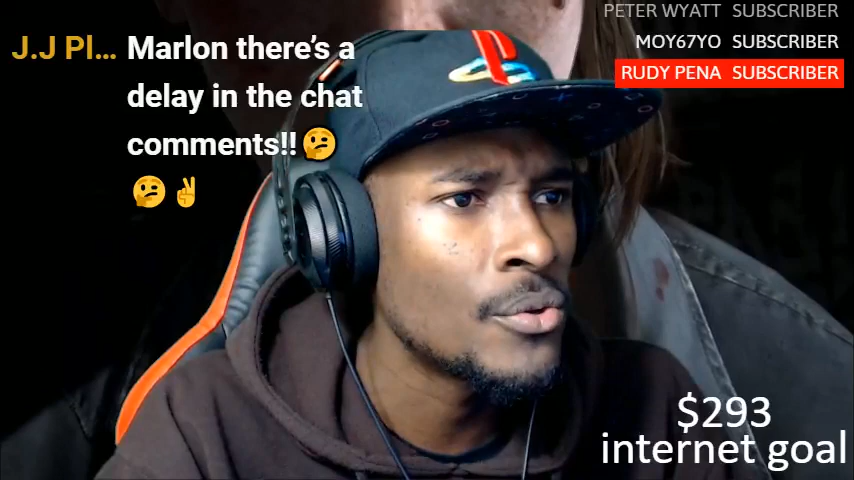 PETER WYATT SUBSCRIBER
J.J Pl... Marlon there's a
MOY67YO SUBSCRIBER
RUDY PENA SUBSCRIBER
delay in the chat
comments!!🤔
🤔✌
$293
internet goal